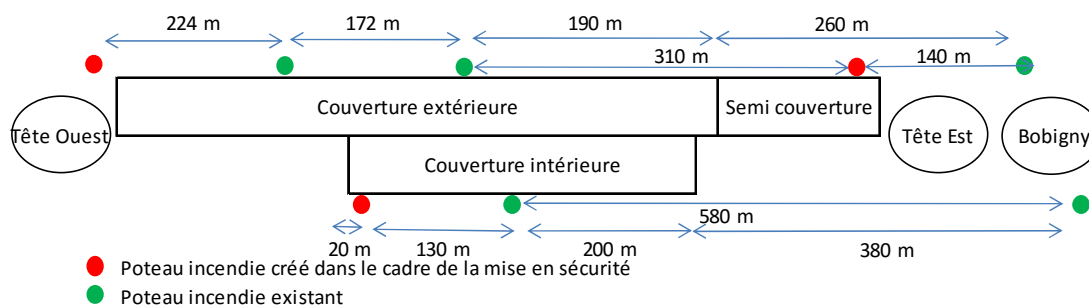 224 m
172 m
190 m
260 m
310 m
140 m
Couverture extérieure
Semi couverture
Tête Ouest
Tête Est
Bobigny
Couverture intérieure
580 m
20 m
130 m
200 m
380 m
Poteau incendie créé dans le cadre de la mise en sécurité
Poteau incendie existant